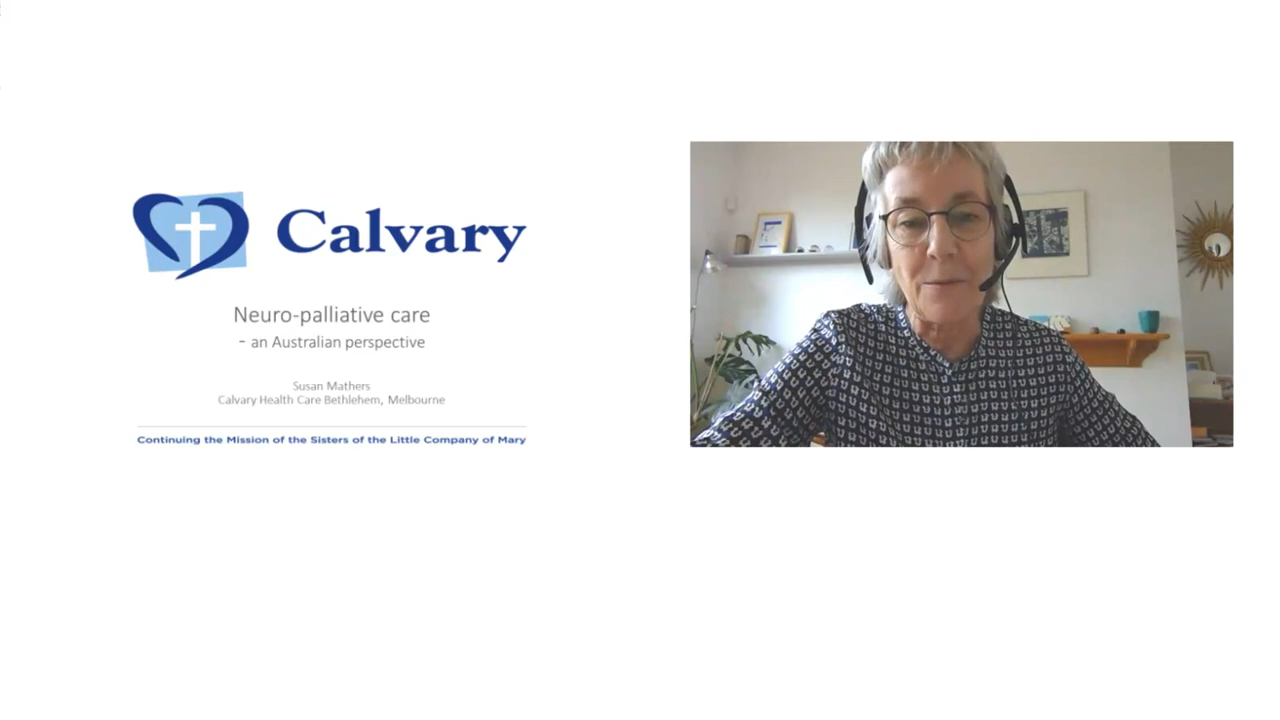 Calvary
Neuro-palliative care
- an Australian perspective
Susan Mathers
Calvary Health Care Bethlehem, Melbourne
Continuing the Mission of the Sisters of the Little Company of Mary